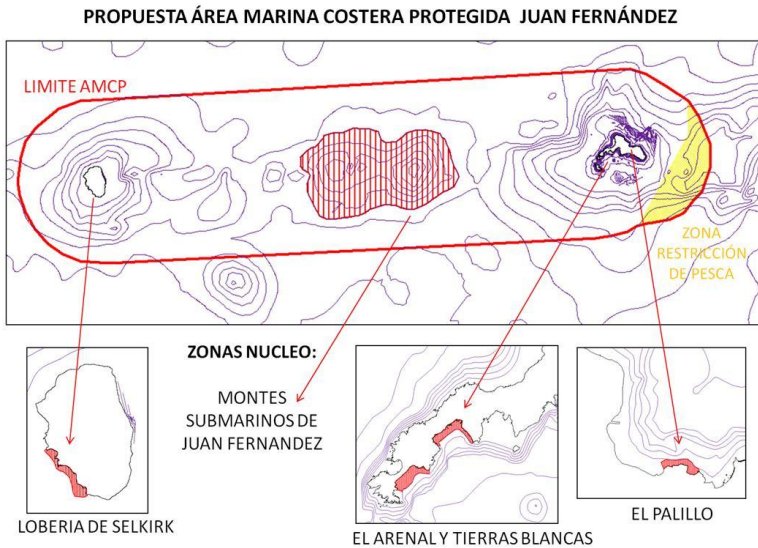 PROPUESTA ÁREA MARINA COSTERA PROTEGIDA JUAN FERNÁNDEZ
LIMITE AMCP
ZONA
RESTRICCIÓN
DE PESCA
ZONAS NUCLEO:
MONTES
SUBMARINOS DE
JUAN FERNANDEZ
LOBERIA DE SELKIRK
EL ARENAL Y TIERRAS BLANCAS
EL PALILLO